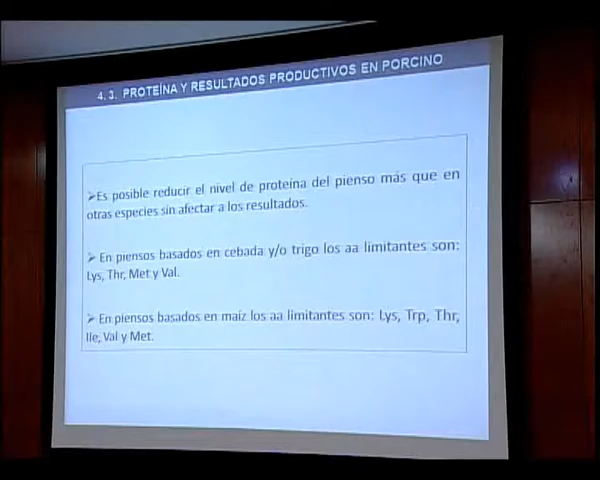 4. 3. PROTEÍNA Y RESULTADOS PRODUCTIVOS EN PORCINO
➢Es posible reducir el nivel de proteína del pienso más que en
otras especies sin afectar a los resultados.
➢ En piensos basados en cebada y/o trigo los aa limitantes son:
Lys, Thr, Met y Val.
➢ En piensos basados en maíz los aa limitantes son: Lys, Trp, Thr,
Ile, Val y Met.